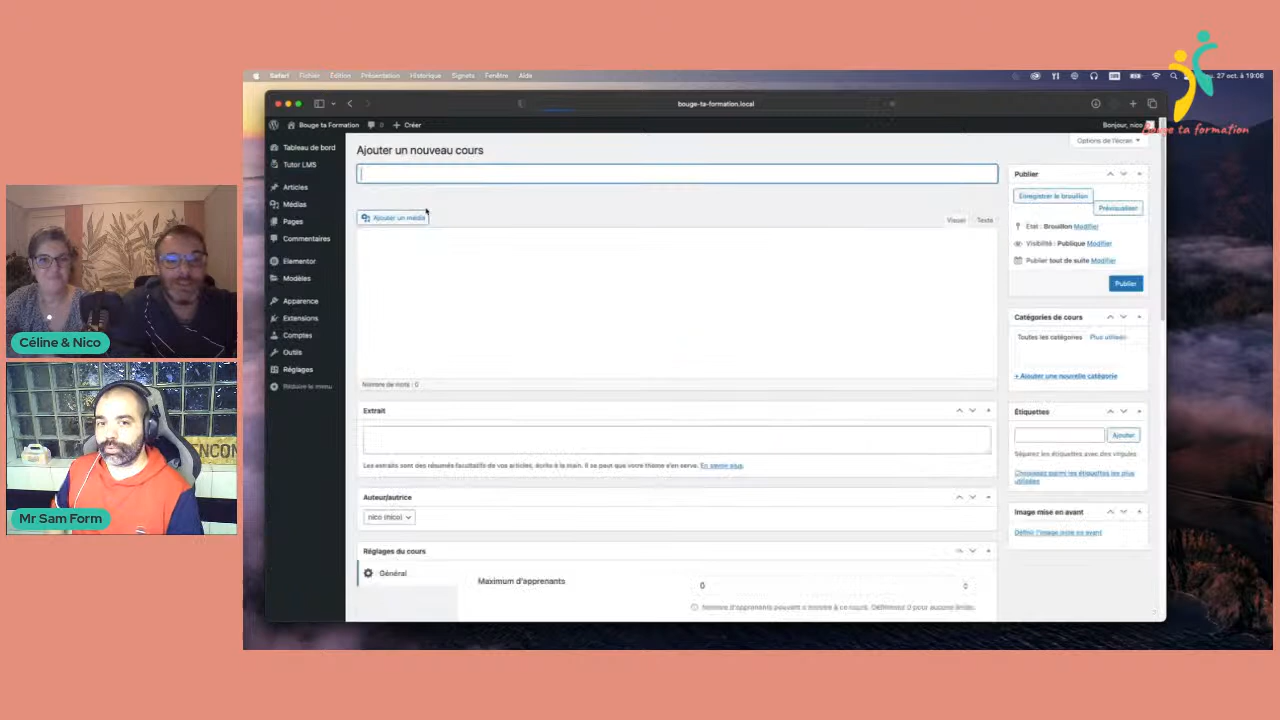 Safari Fichier Édition Présentation Historique Signets Fenêtre Aide
27 oct. à 19:06
bouge-ta-formation.local
Bouge ta formation
Bouge ta Formation 0 + Créer
Bonjour, nico
Options de l'écran
Tableau de bord
Tutor LMS
Articles
Médias
Pages
Commentaires
Elementor
Modèles
Apparence
Extensions
Comptes
Outils
Réglages
Réduire le menu
Ajouter un nouveau cours
Ajouter un média
Visuel Texte
Nombre de mots : 0
Extrait
Les extraits sont des résumés facultatifs de vos articles, écrits à la main. Il se peut que votre thème s'en serve. En savoir plus.
Auteur/autrice
nico (nico)
Réglages du cours
Général
Maximum d'apprenants
0
Publier
Enregistrer le brouillon
Prévisualiser
État : Brouillon Modifier
Visibilité : Publique Modifier
Publier tout de suite Modifier
Publier
Catégories de cours
Toutes les catégories Plus utilisés
+ Ajouter une nouvelle catégorie
Étiquettes
Ajouter
Séparez les étiquettes avec des virgules
Choisissez parmi les étiquettes les plus
utilisées
Image mise en avant
Définir l'image mise en avant
Céline & Nico
Mr Sam Form